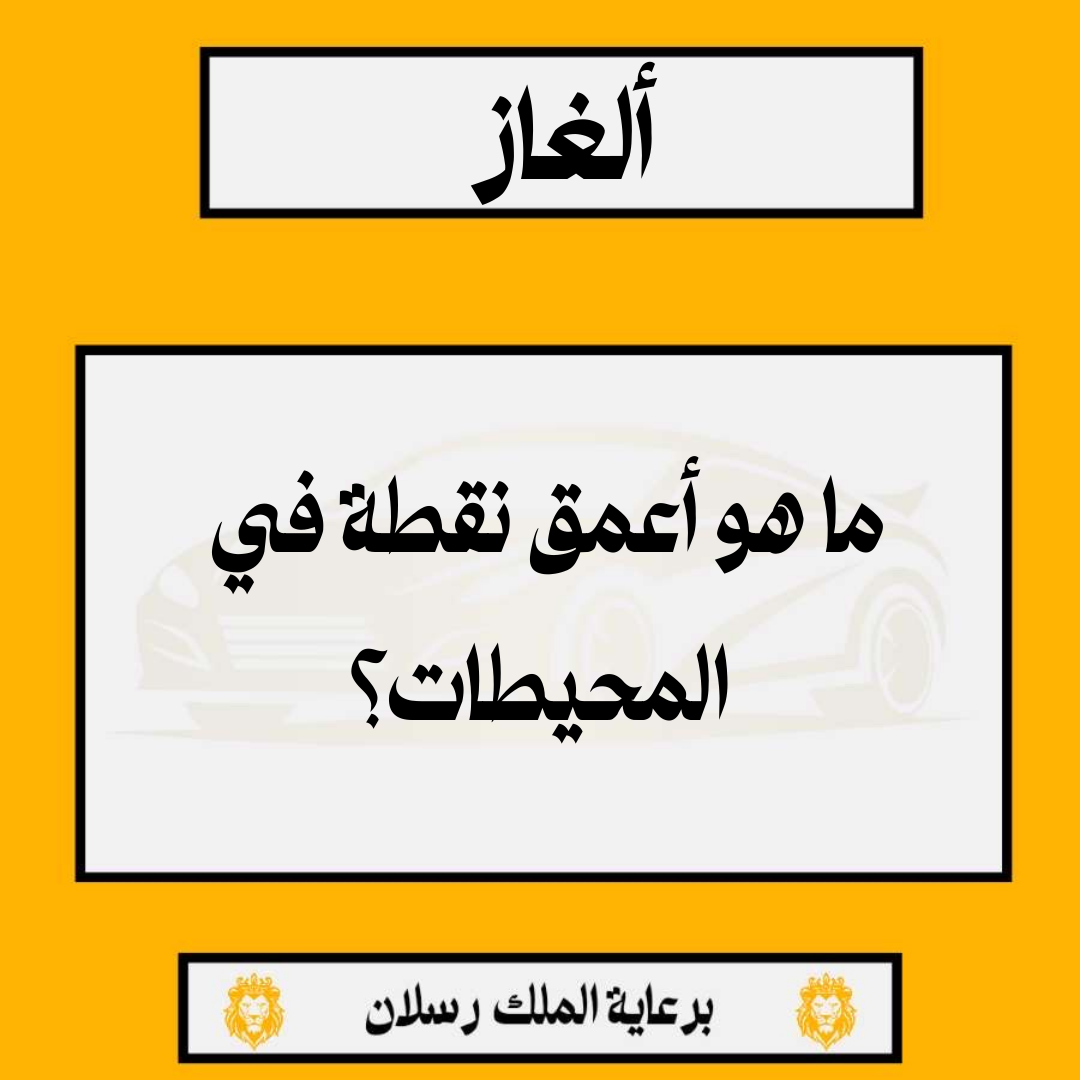 ألغاز
ما هو أعمق نقطة في
المحيطات؟
برعاية الملك رسلان